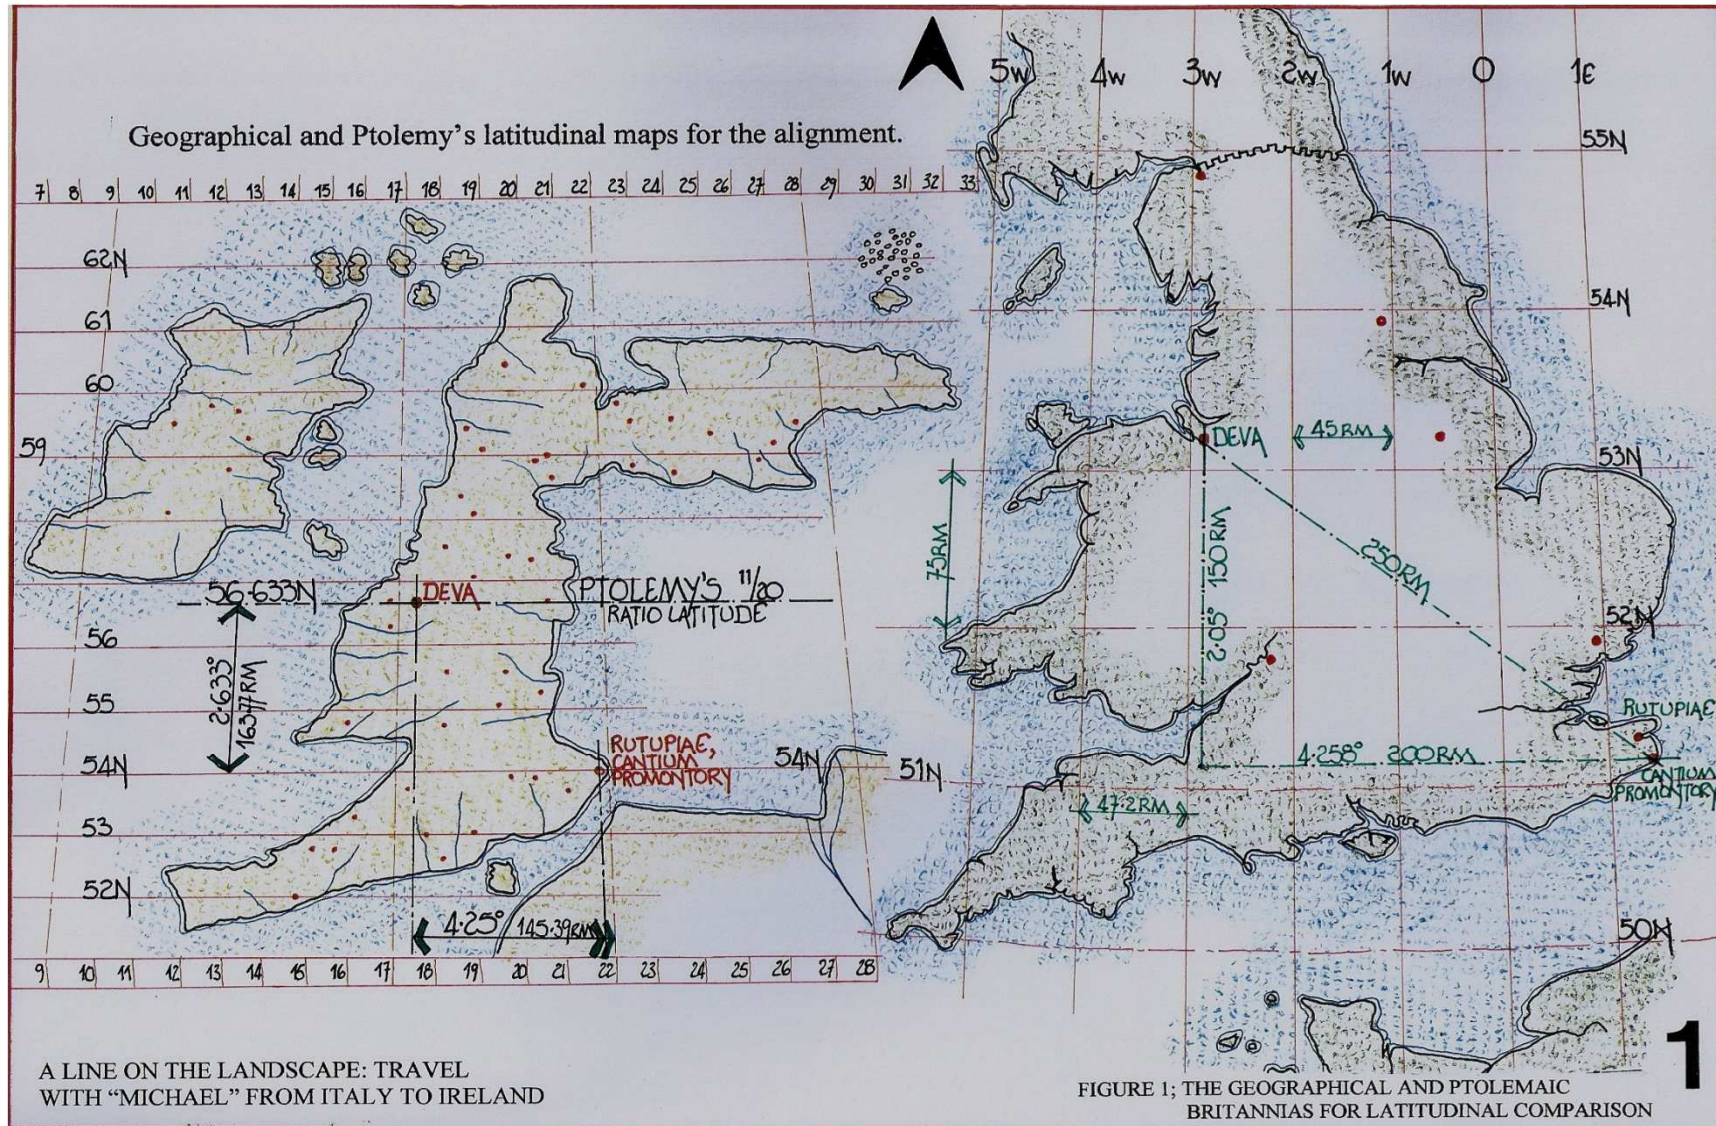 Geographical and Ptolemy's latitudinal maps for the alignment.
7 8 9 10 11 12 13 14 15 16 17 18 19 20 21 22 23 24 25 26 27 28 29 30 31 32 33
62N
61
60
59
56·633N
DEVA
PTOLEMY'S 11/20
RATIO LATITUDE
56
2·633°
163·77RM
55
54N
RUTUPIAE,
CANTIUM
PROMONTORY
54N
53
52N
4·25° 145·39RM
9 10 11 12 13 14 15 16 17 18 19 20 21 22 23 24 25 26 27 28
5W 4W 3W 2W 1W 0 1E
55N
54N
DEVA
45RM
53N
75RM
2·05° 150RM
250RM
52N
RUTUPIAE
51N
4·258° 200RM
CANTIUM
PROMONTORY
47·2RM
50N
1
A LINE ON THE LANDSCAPE: TRAVEL
WITH "MICHAEL" FROM ITALY TO IRELAND
FIGURE 1; THE GEOGRAPHICAL AND PTOLEMAIC
BRITANNIAS FOR LATITUDINAL COMPARISON